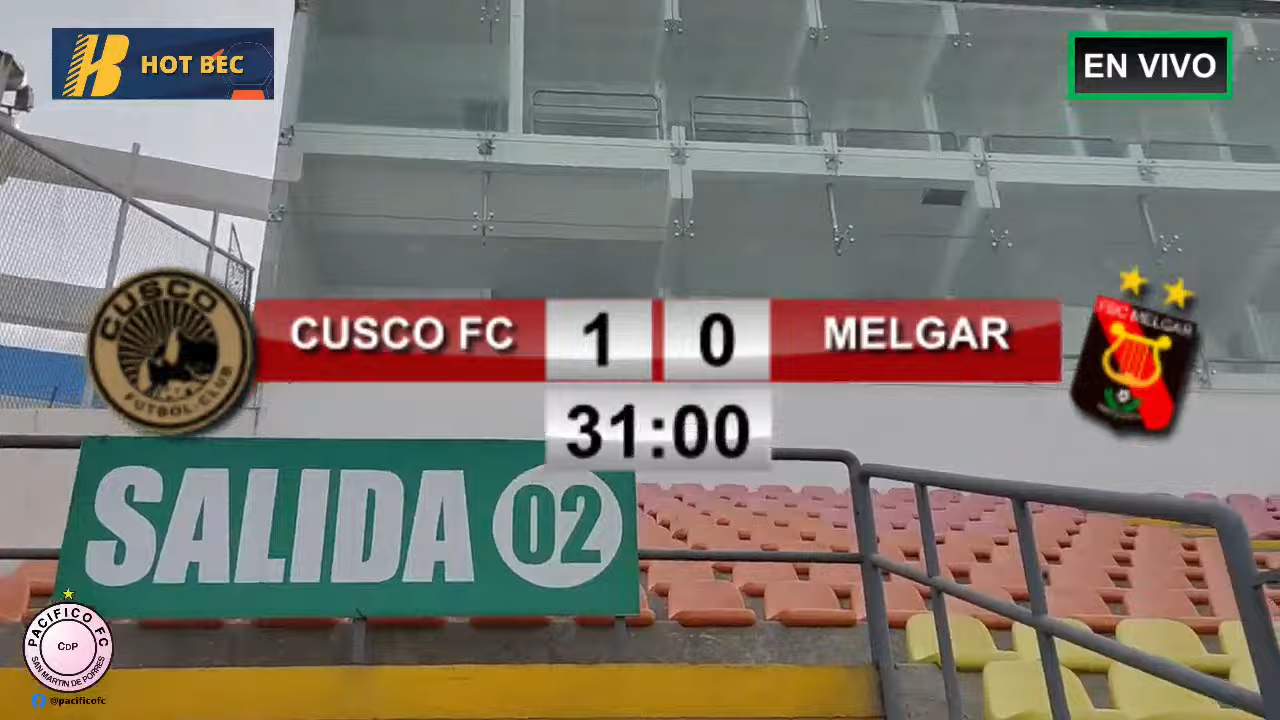 HOT BEC
EN VIVO
CUSCO
FUTBOL CLUB
CUSCO FC
1
0
MELGAR
FBC MELGAR
31:00
SALIDA 02
PACIFICO FC
CDP
SAN MARTIN DE PORRES
@pacificofc